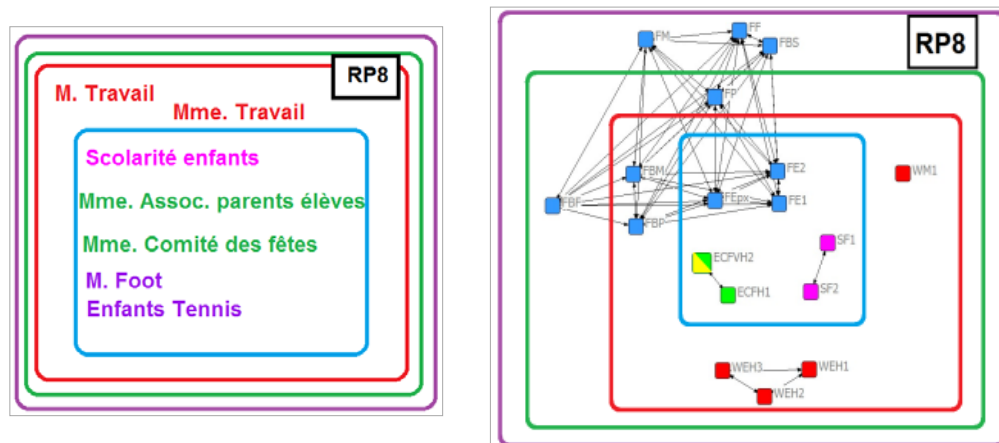 RP8
M. Travail
Mme. Travail
Scolarité enfants
Mme. Assoc. parents élèves
Mme. Comité des fêtes
M. Foot
Enfants Tennis
RP8
FF
FM
FBS
FP
FBM
FE2
WM1
FBF
FEpx
FE1
FBP
SF1
ECFVH2
ECFH1
SF2
WEH3
WEH1
WEH2